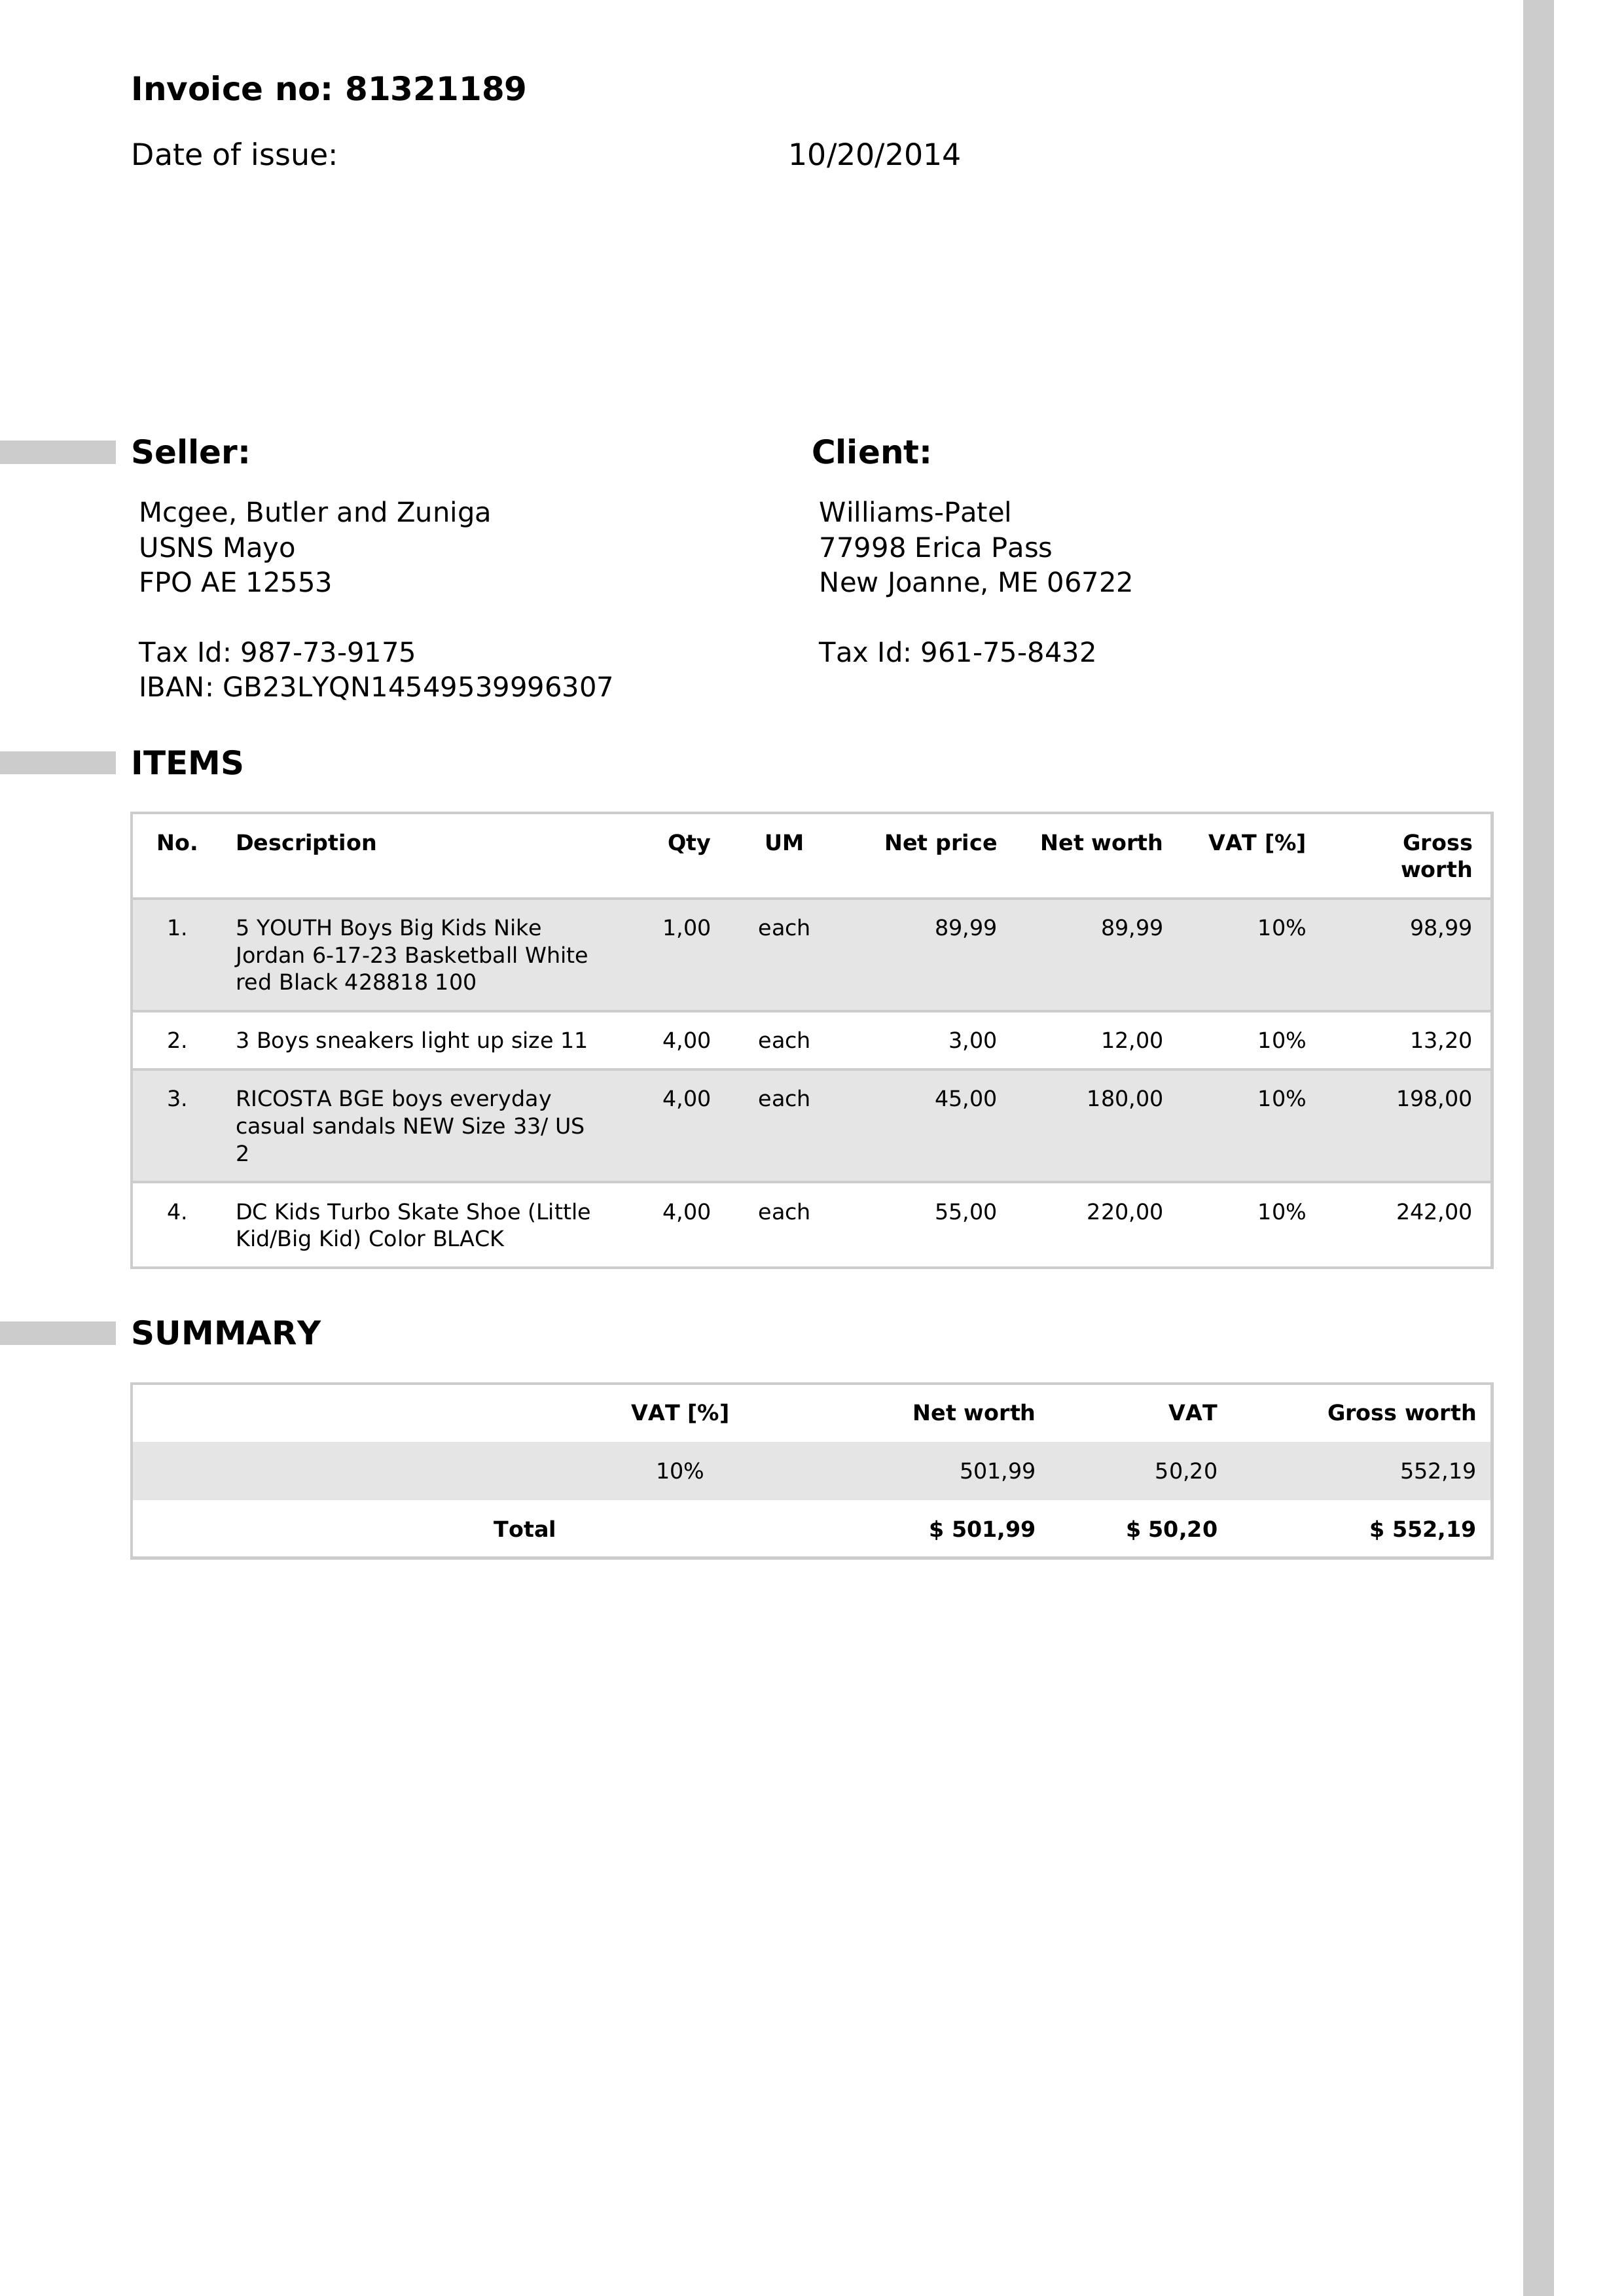 Invoice no: 81321189
Date of issue: 10/20/2014
Seller:
Mcgee, Butler and Zuniga
USNS Mayo
FPO AE 12553
Tax Id: 987-73-9175
IBAN: GB23LYQN14549539996307
Client:
Williams-Patel
77998 Erica Pass
New Joanne, ME 06722
Tax Id: 961-75-8432
ITEMS
No. Description Qty UM Net price Net worth VAT [%] Gross
worth
1. 5 YOUTH Boys Big Kids Nike 1,00 each 89,99 89,99 10% 98,99
Jordan 6-17-23 Basketball White
red Black 428818 100
2. 3 Boys sneakers light up size 11 4,00 each 3,00 12,00 10% 13,20
3. RICOSTA BGE boys everyday 4,00 each 45,00 180,00 10% 198,00
casual sandals NEW Size 33/ US
2
4. DC Kids Turbo Skate Shoe (Little 4,00 each 55,00 220,00 10% 242,00
Kid/Big Kid) Color BLACK
SUMMARY
VAT [%] Net worth VAT Gross worth
10% 501,99 50,20 552,19
Total $ 501,99 $ 50,20 $ 552,19